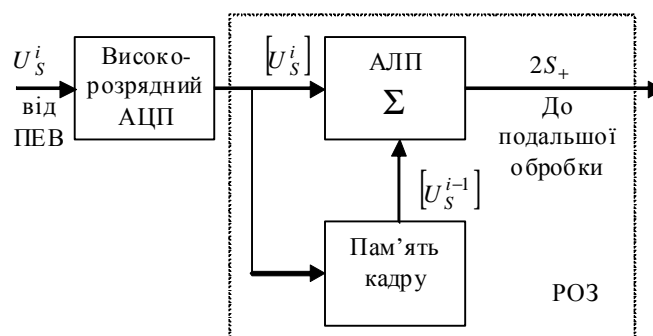 U_S^i
від
ПЕВ
Високо-
розрядний
АЦП
[U_S^i]
АЛП
Σ
2S_+
До
подальшої
обробки
[U_S^{i-1}]
Пам’ять
кадру
РОЗ